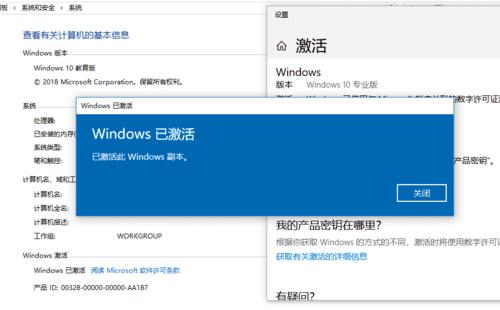 制面板 > 系统和安全 > 系统
查看有关计算机的基本信息
Windows 版本
Windows 10 教育版
© 2018 Microsoft Corporation。保留所有权利。
系统
处理器:
已安装的内存(
系统类型:
笔和触控:
计算机名、域和工
计算机名:
计算机全名:
计算机描述:
工作组: WORKGROUP
Windows 激活
Windows 已激活 阅读 Microsoft 软件许可条款
产品 ID: 00328-00000-00000-AA187
设置
激活
Windows
版本 Windows 10 专业版
Windows 已激活
Windows 已激活
已激活此 Windows 副本。
关闭
产品密钥"。
我的产品密钥在哪里?
根据你获取 Windows 的方式的不同，激活时将使用数字许可证
获取有关激活的详细信息
有疑问?